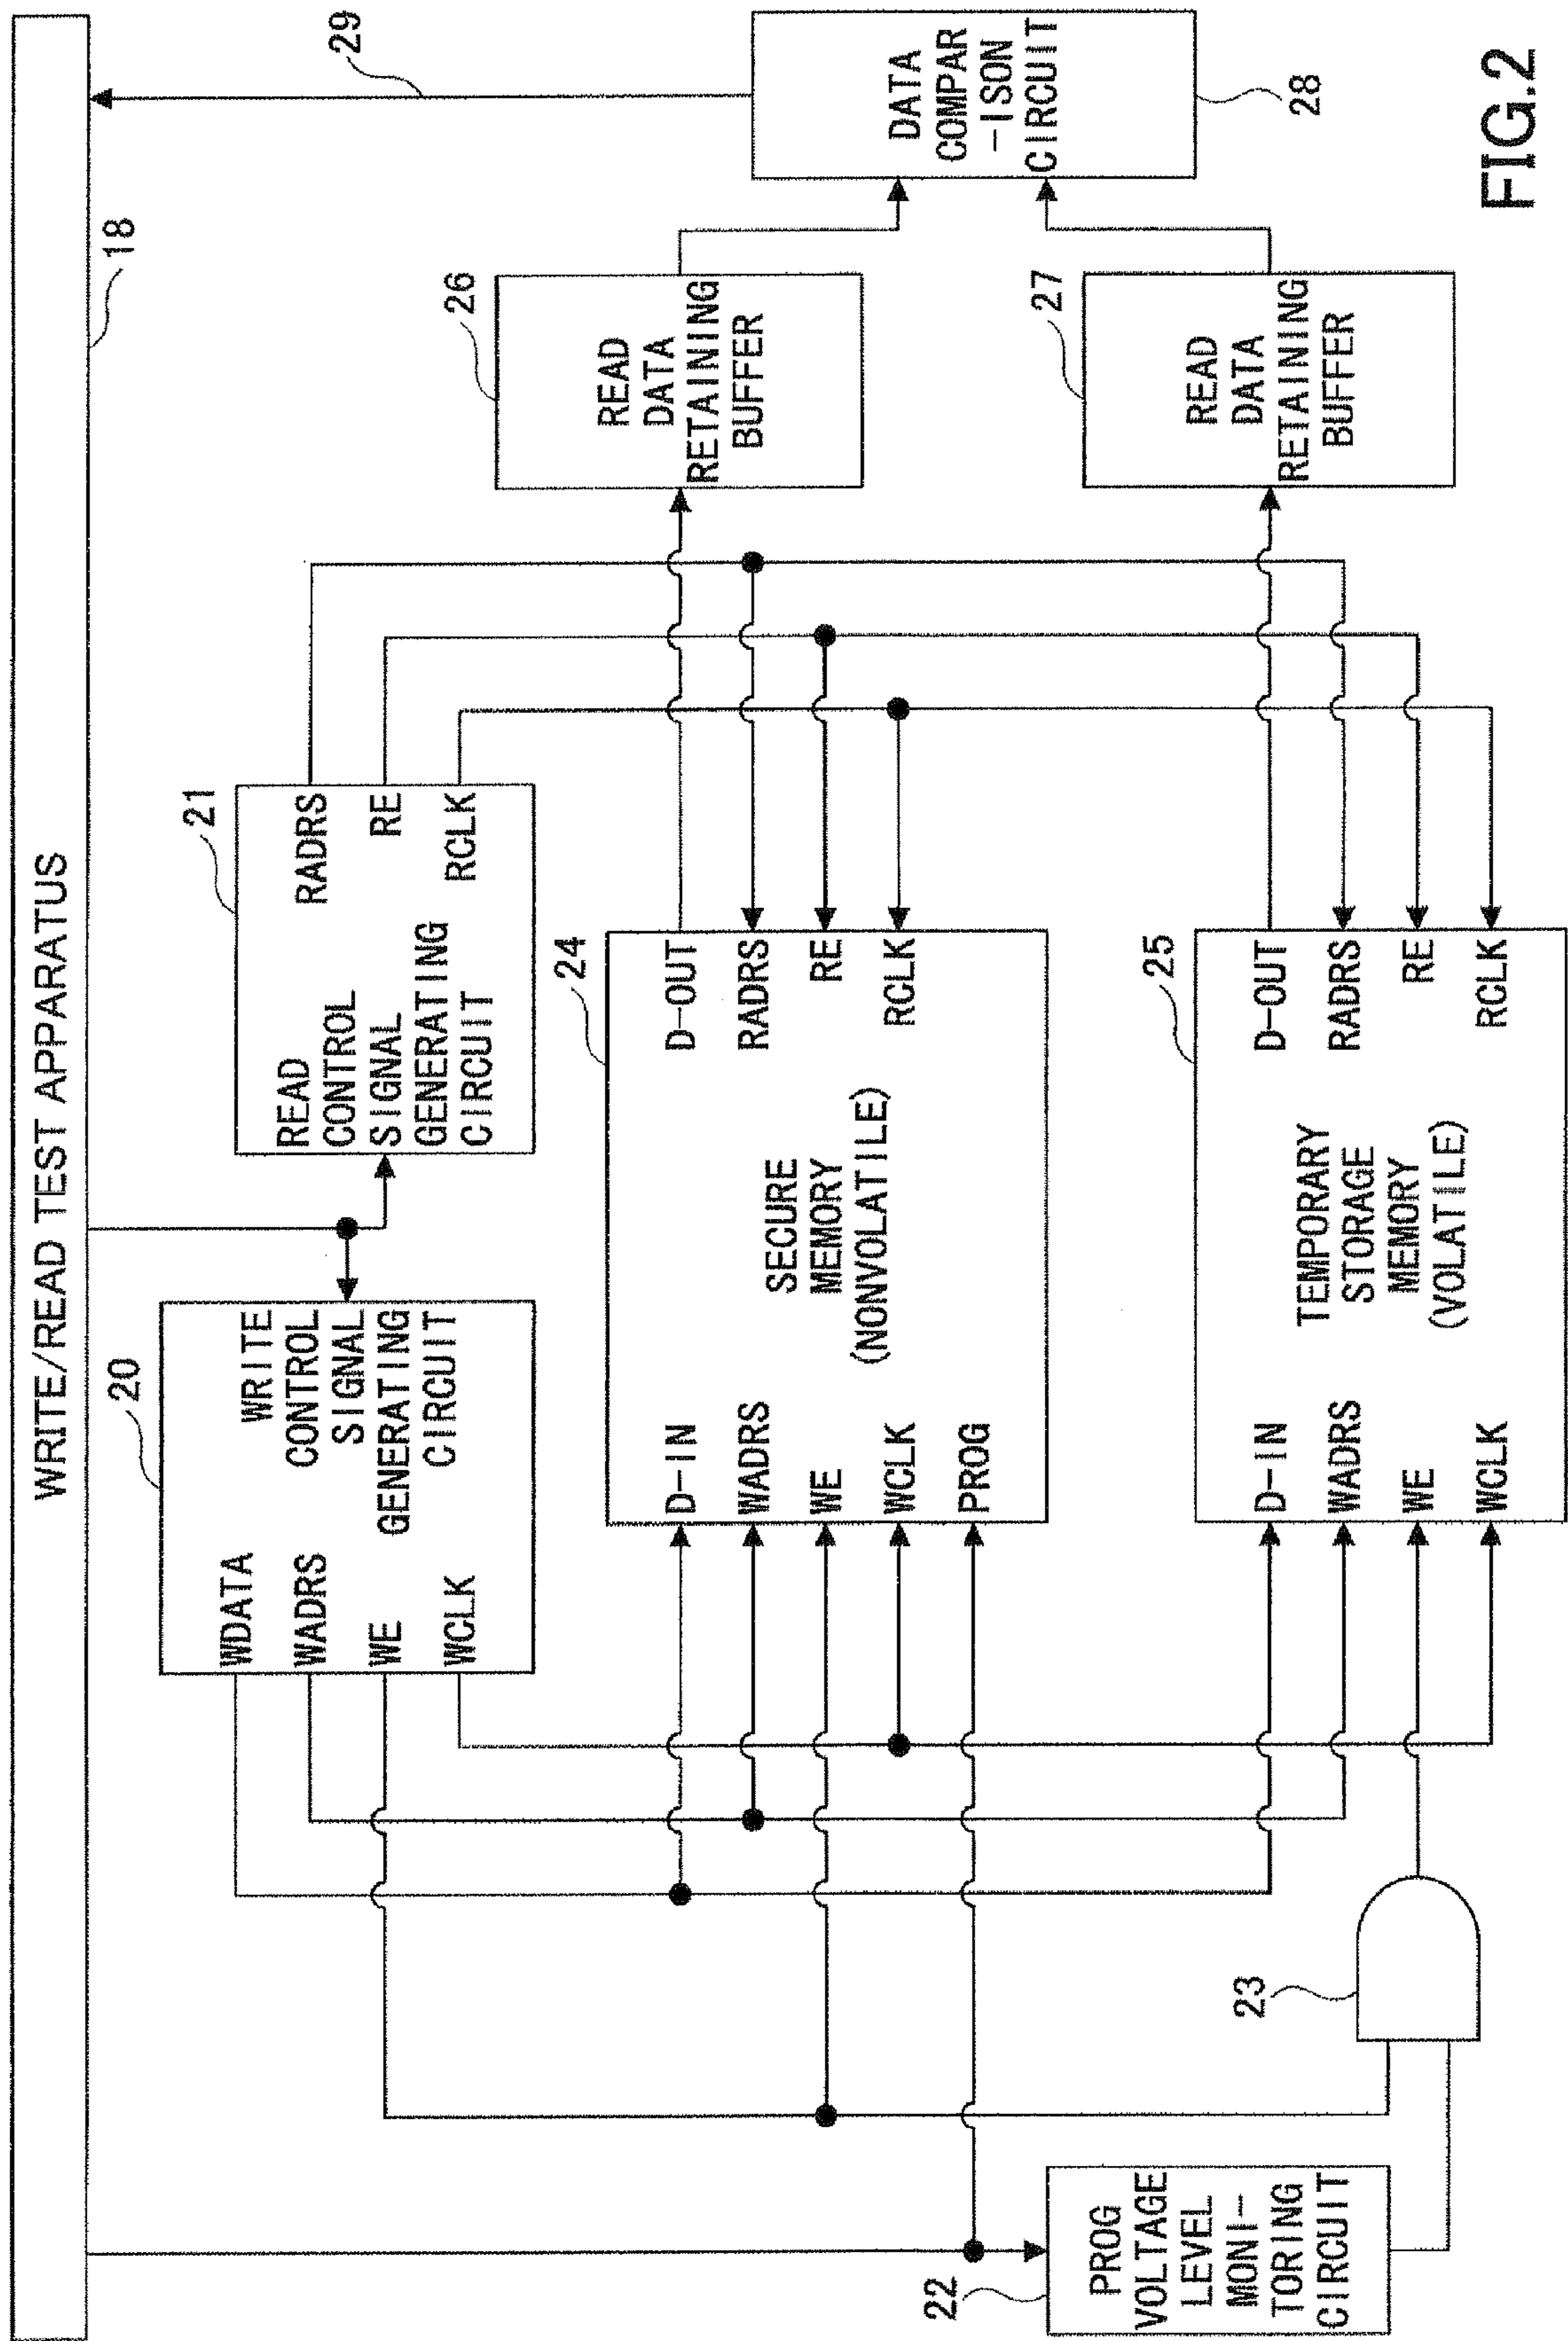 WRITE/READ TEST APPARATUS
18
29
20
WDATA
WADRS
WE
WCLK
WRITE
CONTROL
SIGNAL
GENERATING
CIRCUIT
21
READ
CONTROL
SIGNAL
GENERATING
CIRCUIT
RADRS
RE
RCLK
24
D-IN
WADRS
WE
WCLK
PROG
SECURE
MEMORY
(NONVOLATILE)
D-OUT
RADRS
RE
RCLK
26
READ
DATA
RETAINING
BUFFER
DATA
COMPAR
-ISON
CIRCUIT
28
22
PROG
VOLTAGE
LEVEL
MONI-
TORING
CIRCUIT
23
25
D-IN
WADRS
WE
WCLK
TEMPORARY
STORAGE
MEMORY
(VOLATILE)
D-OUT
RADRS
RE
RCLK
27
READ
DATA
RETAINING
BUFFER
FIG.2